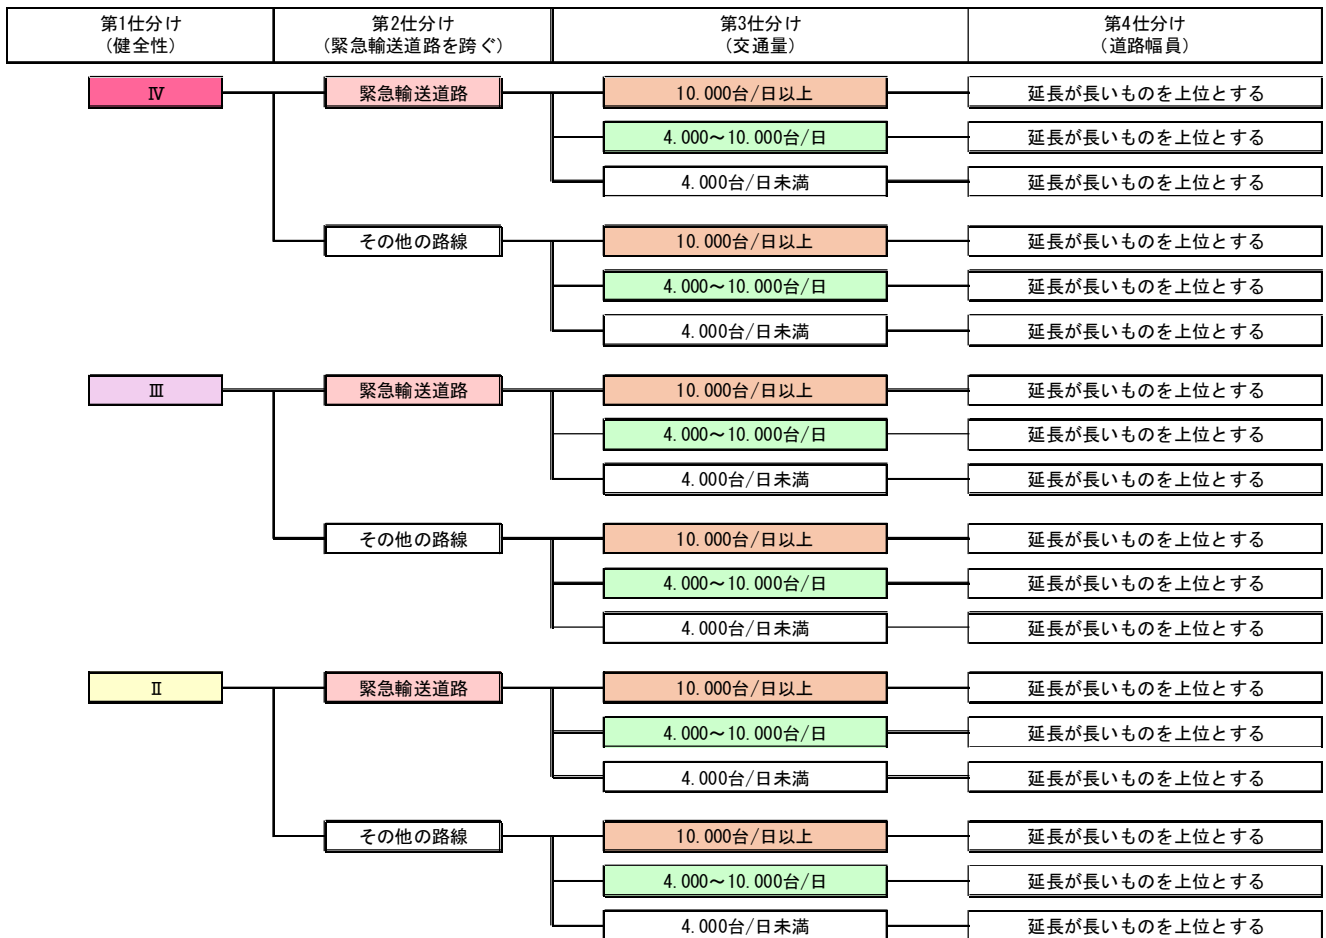 第1仕分け
（健全性）
第2仕分け
（緊急輸送道路を跨ぐ）
第3仕分け
（交通量）
第4仕分け
（道路幅員）
Ⅳ
緊急輸送道路
10.000台/日以上
延長が長いものを上位とする
4.000～10.000台/日
延長が長いものを上位とする
4.000台/日未満
延長が長いものを上位とする
その他の路線
10.000台/日以上
延長が長いものを上位とする
4.000～10.000台/日
延長が長いものを上位とする
4.000台/日未満
延長が長いものを上位とする
Ⅲ
緊急輸送道路
10.000台/日以上
延長が長いものを上位とする
4.000～10.000台/日
延長が長いものを上位とする
4.000台/日未満
延長が長いものを上位とする
その他の路線
10.000台/日以上
延長が長いものを上位とする
4.000～10.000台/日
延長が長いものを上位とする
4.000台/日未満
延長が長いものを上位とする
Ⅱ
緊急輸送道路
10.000台/日以上
延長が長いものを上位とする
4.000～10.000台/日
延長が長いものを上位とする
4.000台/日未満
延長が長いものを上位とする
その他の路線
10.000台/日以上
延長が長いものを上位とする
4.000～10.000台/日
延長が長いものを上位とする
4.000台/日未満
延長が長いものを上位とする